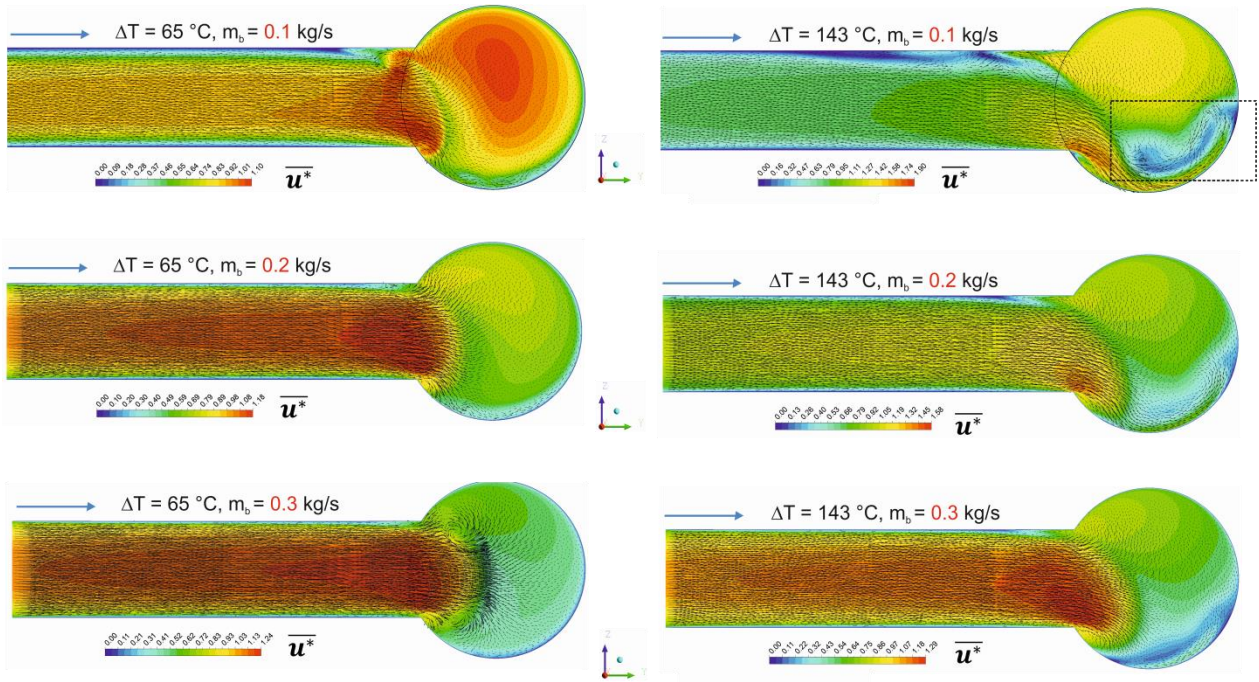 ΔT = 65 °C, m_b = 0.1 kg/s
0.00 0.09 0.18 0.28 0.37 0.46 0.55 0.64 0.74 0.83 0.92 1.01 1.10
u*
Z
Y
ΔT = 143 °C, m_b = 0.1 kg/s
0.00 0.16 0.32 0.47 0.63 0.79 0.95 1.11 1.27 1.42 1.58 1.74 1.90
u*
ΔT = 65 °C, m_b = 0.2 kg/s
0.00 0.10 0.20 0.30 0.40 0.49 0.59 0.69 0.79 0.89 0.98 1.08 1.18
u*
Z
Y
ΔT = 143 °C, m_b = 0.2 kg/s
0.00 0.13 0.26 0.40 0.53 0.66 0.79 0.92 1.05 1.19 1.32 1.45 1.58
u*
ΔT = 65 °C, m_b = 0.3 kg/s
0.00 0.11 0.21 0.31 0.41 0.52 0.62 0.72 0.83 0.93 1.03 1.13 1.24
u*
Z
Y
ΔT = 143 °C, m_b = 0.3 kg/s
0.00 0.11 0.22 0.32 0.43 0.54 0.64 0.75 0.86 0.97 1.07 1.18 1.29
u*